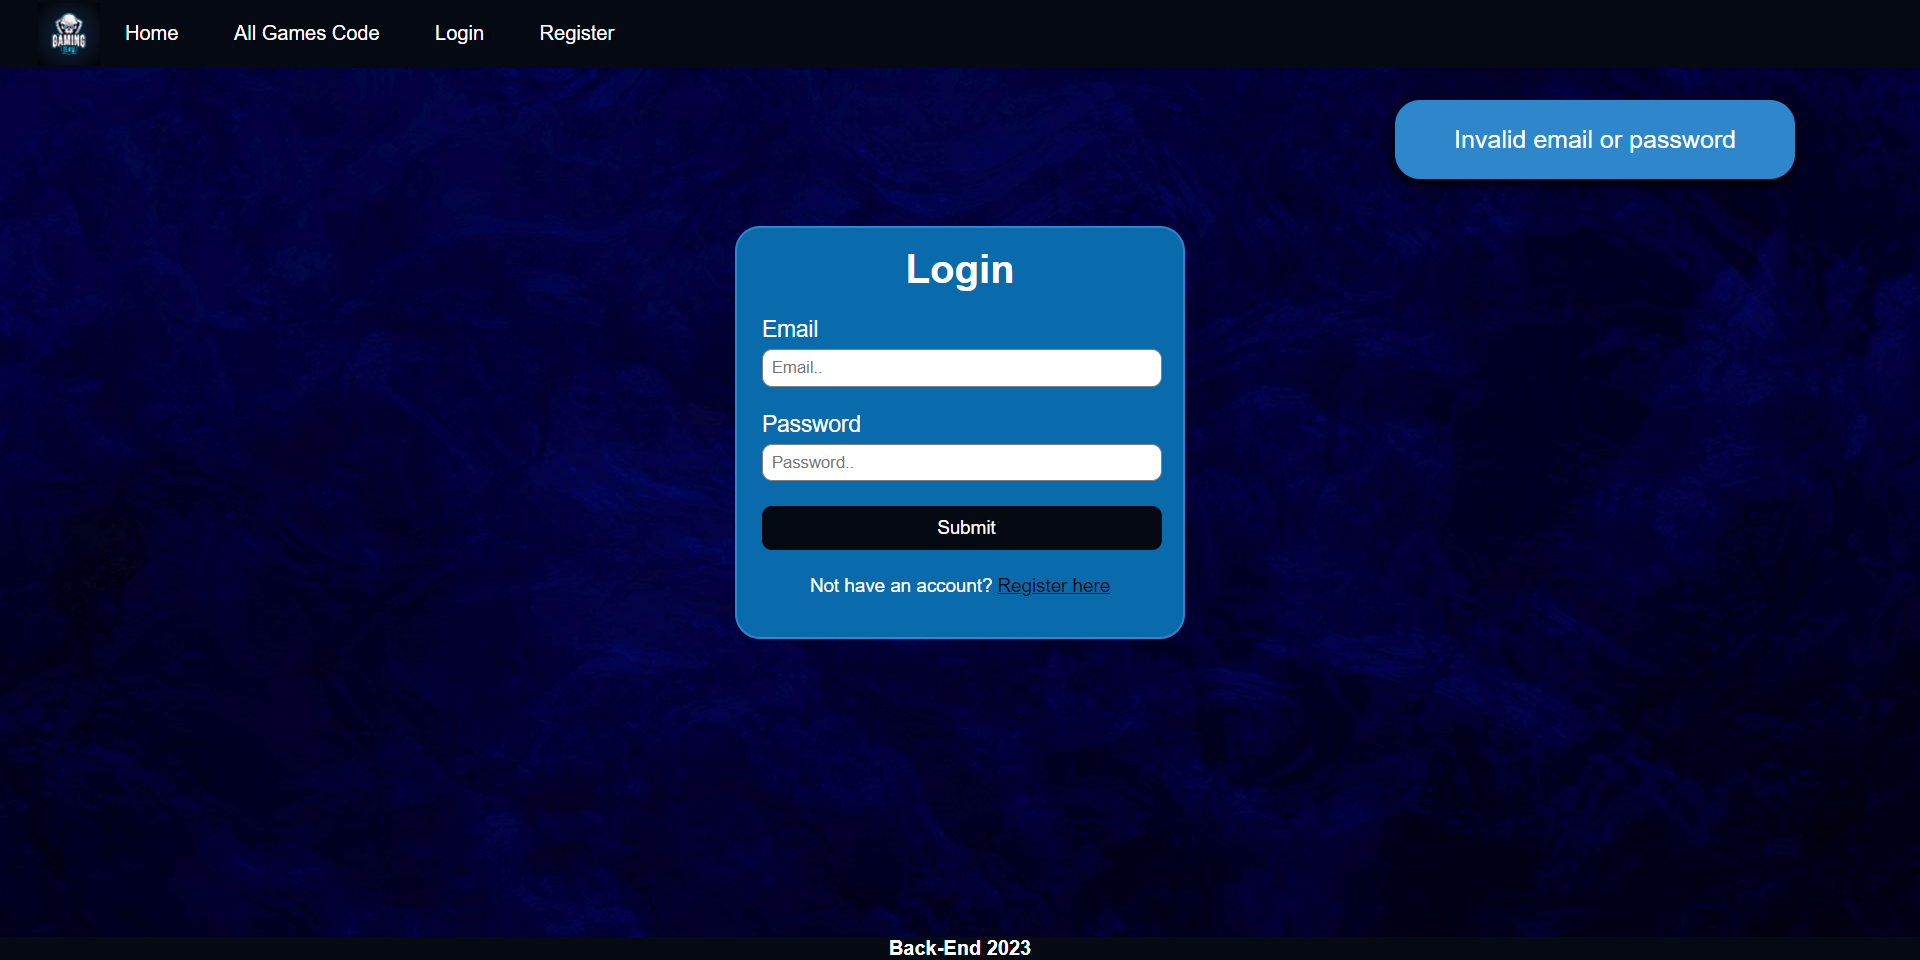 GAMING
Home
All Games Code
Login
Register
Invalid email or password
Login
Email
Email..
Password
Password..
Submit
Not have an account? Register here
Back-End 2023